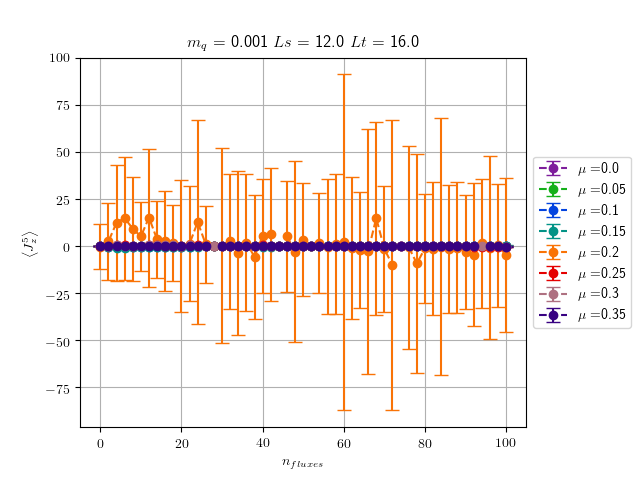 m_q = 0.001 Ls = 12.0 Lt = 16.0
100
75
50
25
0
−25
−50
−75
⟨J_z^5⟩
0
20
40
60
80
100
n_fluxes
μ =0.0
μ =0.05
μ =0.1
μ =0.15
μ =0.2
μ =0.25
μ =0.3
μ =0.35